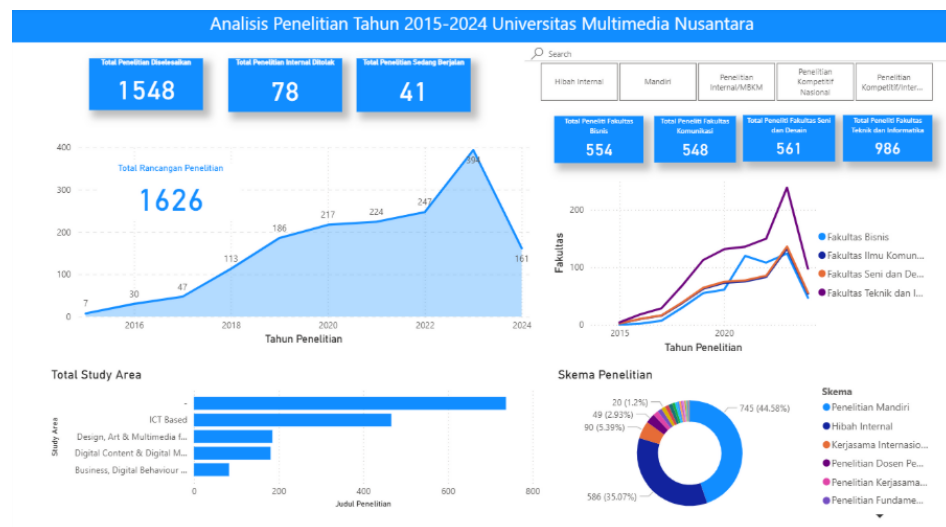 Analisis Penelitian Tahun 2015-2024 Universitas Multimedia Nusantara
Total Penelitian Diselesaikan
1548
Total Penelitian Internal Ditolak
78
Total Penelitian Sedang Berjalan
41
Search
Hibah Internal
Mandiri
Penelitian
Internal/MBKM
Penelitian
Kompetitif
Nasional
Penelitian
Kompetitif/Inter...
Total Peneliti Fakultas
Bisnis
554
Total Peneliti Fakultas
Komunikasi
548
Total Peneliti Fakultas Seni
dan Desain
561
Total Peneliti Fakultas
Teknik dan Informatika
986
Total Rancangan Penelitian
1626
400
300
200
100
0
7
30
47
113
186
217
224
247
394
161
2016
2018
2020
2022
2024
Tahun Penelitian
Fakultas
200
100
0
2015
2020
Tahun Penelitian
Fakultas Bisnis
Fakultas Ilmu Komun...
Fakultas Seni dan De...
Fakultas Teknik dan I...
Total Study Area
Study Area
-
ICT Based
Design, Art & Multimedia f...
Digital Content & Digital M...
Business, Digital Behaviour ...
0
200
400
600
800
Judul Penelitian
Skema Penelitian
20 (1.2%)
49 (2.93%)
90 (5.39%)
586 (35.07%)
745 (44.58%)
Skema
Penelitian Mandiri
Hibah Internal
Kerjasama Internasio...
Penelitian Dosen Pe...
Penelitian Kerjasama...
Penelitian Fundame...